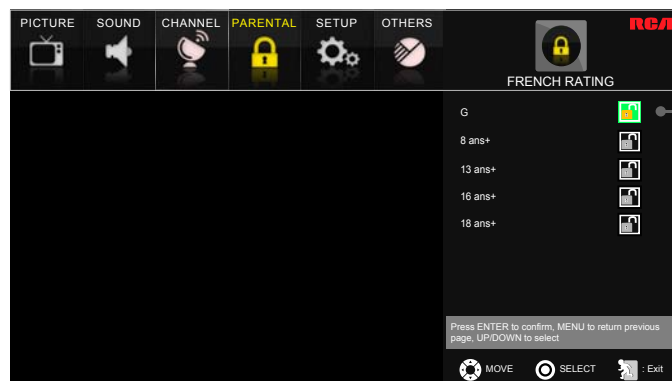 PICTURE SOUND CHANNEL PARENTAL SETUP OTHERS
RCA
FRENCH RATING
G
8 ans+
13 ans+
16 ans+
18 ans+
Press ENTER to confirm, MENU to return previous
page, UP/DOWN to select
MOVE SELECT : Exit